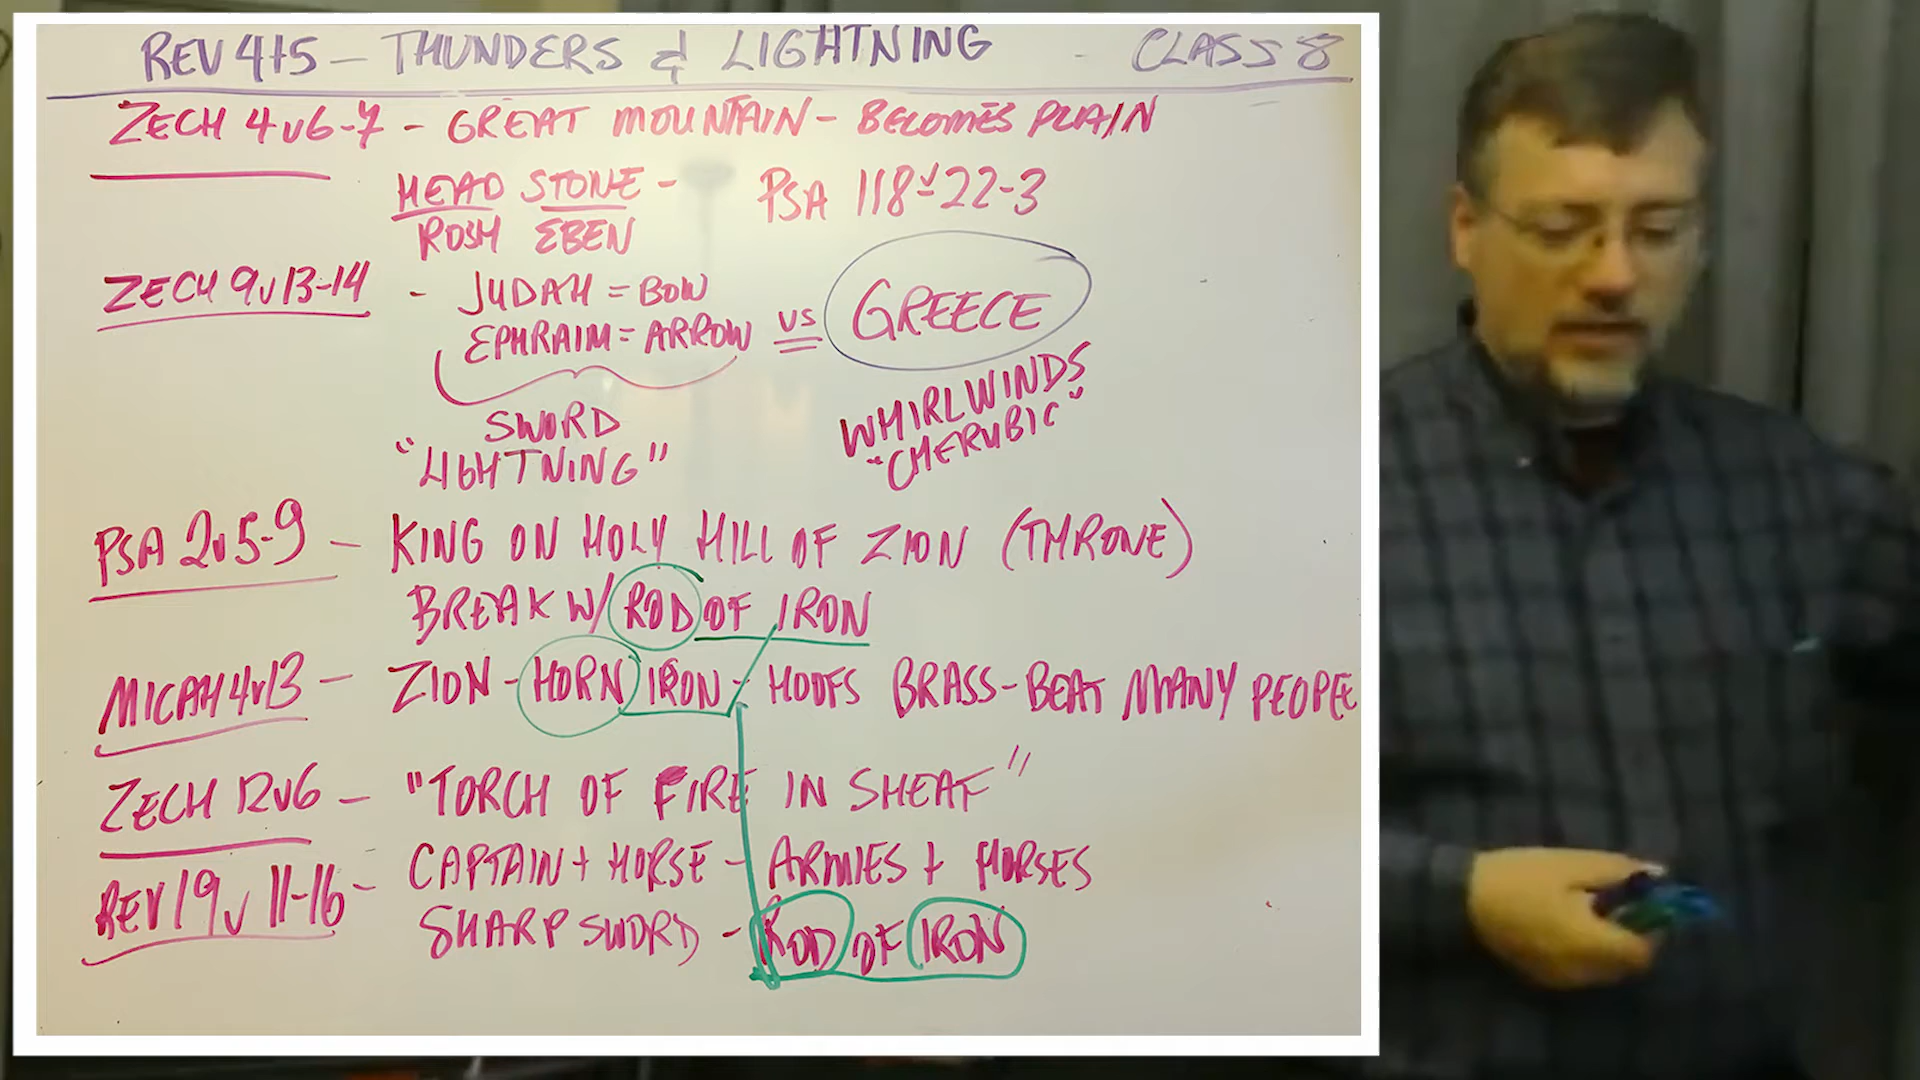 REV 4+5 - THUNDERS & LIGHTNING - CLASS 8
ZECH 4v6-7 - GREAT MOUNTAIN - BECOMES PLAIN
HEAD STONE - PSA 118v22-3
ROSH EBEN
ZECH 9v13-14 - JUDAH = BOW
EPHRAIM = ARROW VS GREECE
SWORD
"LIGHTNING"
WHIRLWINDS
"CHERUBIC"
PSA 2v5-9 - KING ON HOLY HILL OF ZION (THRONE)
BREAK W/ ROD OF IRON
MICAH 4v13 - ZION - HORN IRON - HOOFS BRASS - BEAT MANY PEOPLE
ZECH 12v6 - "TORCH OF FIRE IN SHEAF"
REV 19v11-16 - CAPTAIN + HORSE - ARMIES + HORSES
SHARP SWORD - ROD OF IRON